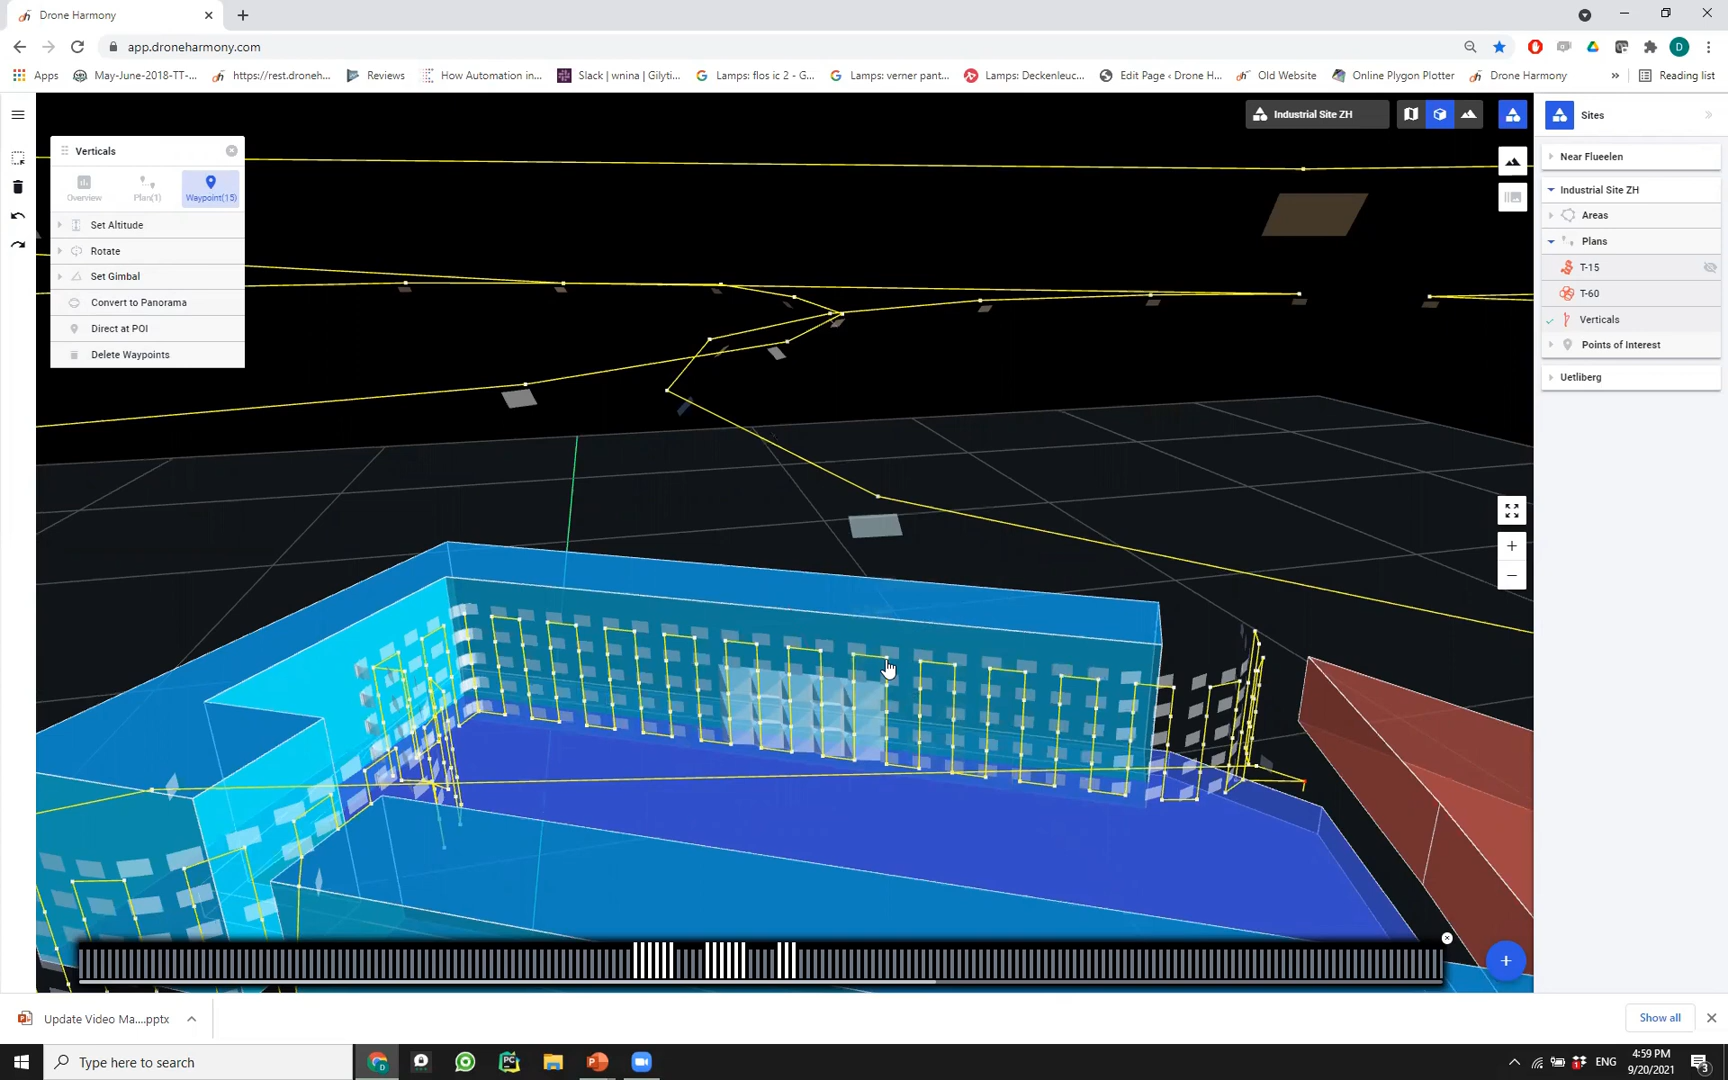 Drone Harmony
app.droneharmony.com
Apps
May-June-2018-TT-...
https://rest.droneh...
Reviews
How Automation in...
Slack | wnina | Gilyti...
Lamps: flos ic 2 - G...
Lamps: verner pant...
Lamps: Deckenleuc...
Edit Page ‹ Drone H...
Old Website
Online Plygon Plotter
Drone Harmony
»
Reading list
Industrial Site ZH
Sites
Verticals
Overview
Plan(1)
Waypoint(15)
Set Altitude
Rotate
Set Gimbal
Convert to Panorama
Direct at POI
Delete Waypoints
Near Flueelen
Industrial Site ZH
Areas
Plans
T-15
T-60
Verticals
Points of Interest
Uetliberg
Update Video Ma....pptx
Show all
Type here to search
ENG
4:59 PM
9/20/2021
3